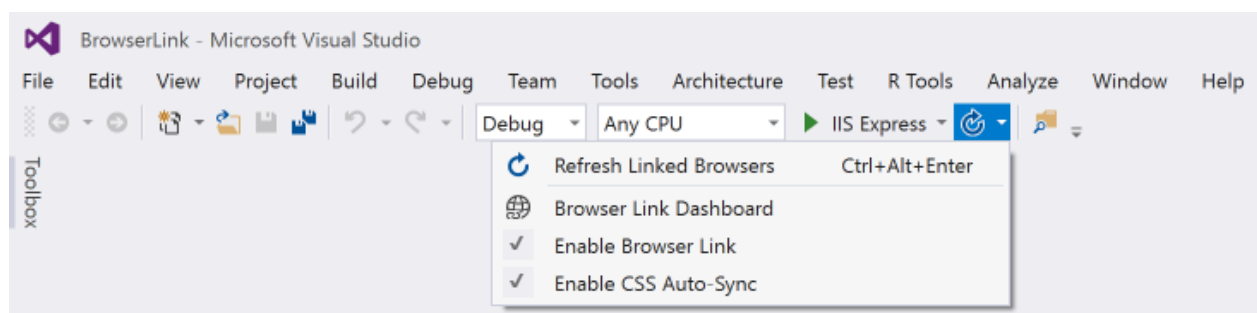 BrowserLink - Microsoft Visual Studio
File Edit View Project Build Debug Team Tools Architecture Test R Tools Analyze Window Help
Debug Any CPU IIS Express
Toolbox
Refresh Linked Browsers Ctrl+Alt+Enter
Browser Link Dashboard
Enable Browser Link
Enable CSS Auto-Sync